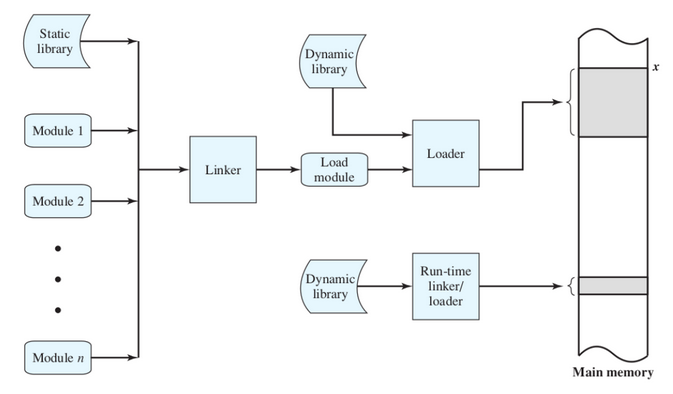 Static
library
Module 1
Module 2
Module n
Linker
Dynamic
library
Load
module
Loader
Dynamic
library
Run-time
linker/
loader
x
Main memory